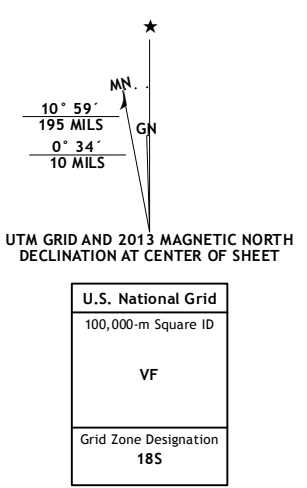 MN
10° 59´
195 MILS
GN
0° 34´
10 MILS
UTM GRID AND 2013 MAGNETIC NORTH
DECLINATION AT CENTER OF SHEET
U.S. National Grid
100,000-m Square ID
VF
Grid Zone Designation
18S